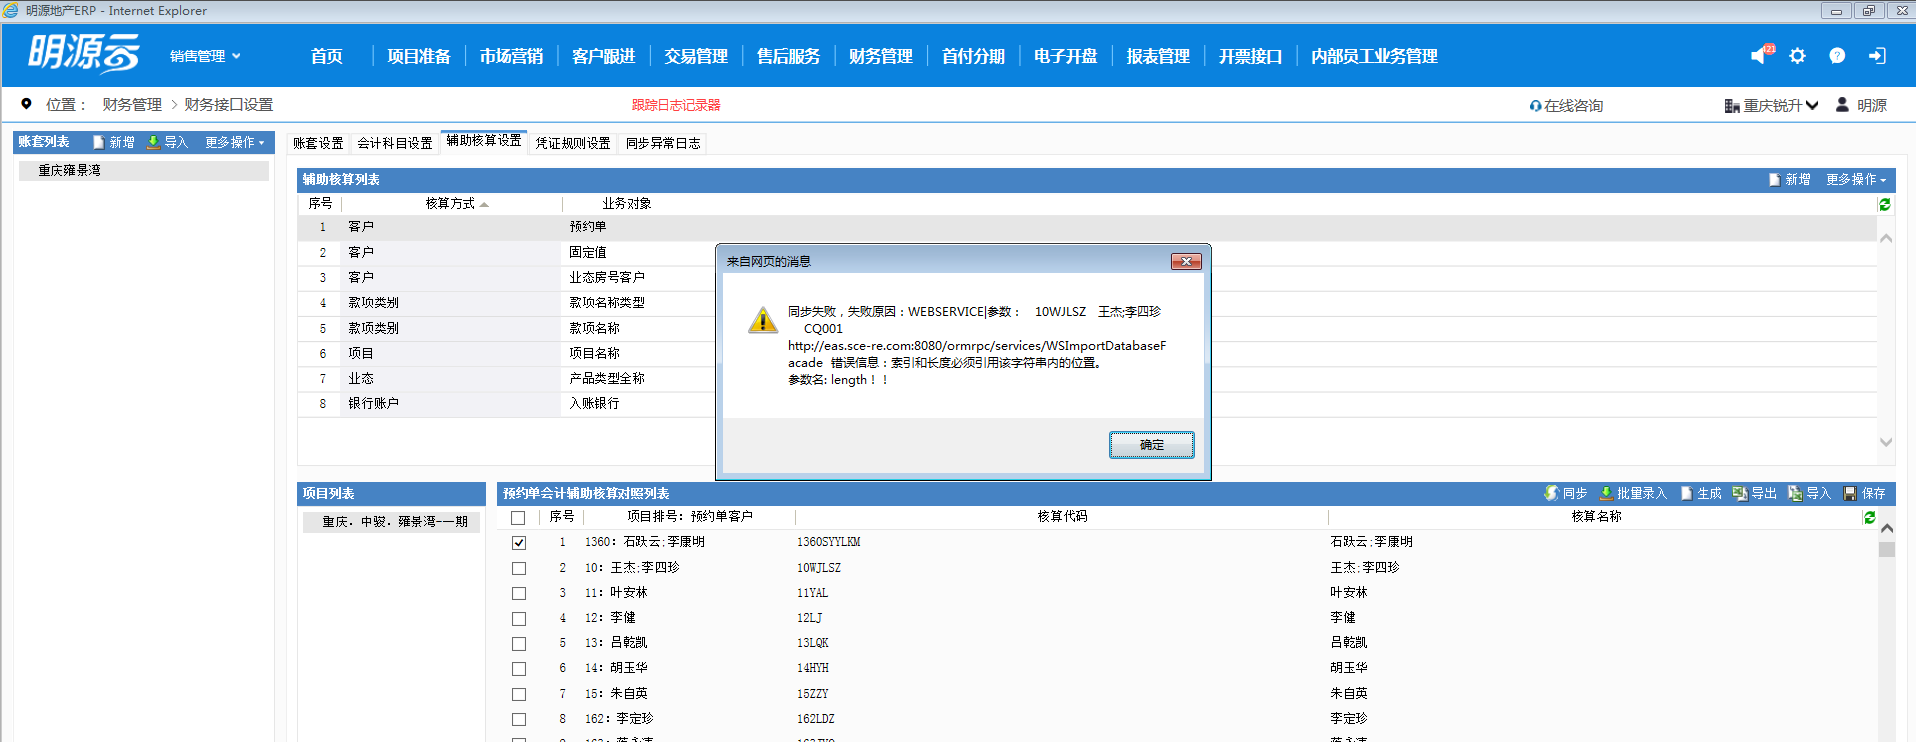 明源地产ERP - Internet Explorer
明源云 销售管理 首页 项目准备 市场营销 客户跟进 交易管理 售后服务 财务管理 首付分期 电子开盘 报表管理 开票接口 内部员工业务管理 121
位置： 财务管理 > 财务接口设置 跟踪日志记录器 在线咨询 重庆锐升 明源
账套列表 新增 导入 更多操作
重庆雍景湾
账套设置 会计科目设置 辅助核算设置 凭证规则设置 同步异常日志
辅助核算列表 新增 更多操作
序号 核算方式 业务对象
1 客户 预约单
2 客户 固定值
3 客户 业态房号客户
4 款项类别 款项名称类型
5 款项类别 款项名称
6 项目 项目名称
7 业态 产品类型全称
8 银行账户 入账银行
来自网页的消息
同步失败，失败原因：WEBSERVICE|参数： 10WJLSZ 王杰;李四珍
CQ001
http://eas.sce-re.com:8080/ormrpc/services/WSImportDatabaseF
acade 错误信息：索引和长度必须引用该字符串内的位置。
参数名: length！！
确定
项目列表
重庆．中骏．雍景湾-一期
预约单会计辅助核算对照列表 同步 批量录入 生成 导出 导入 保存
序号 项目排号：预约单客户 核算代码 核算名称
1 1360：石趺云;李康明 1360SYYLKM 石趺云;李康明
2 10：王杰;李四珍 10WJLSZ 王杰;李四珍
3 11：叶安林 11YAL 叶安林
4 12：李健 12LJ 李健
5 13：吕乾凯 13LQK 吕乾凯
6 14：胡玉华 14HYH 胡玉华
7 15：朱自英 15ZZY 朱自英
8 162：李定珍 162LDZ 李定珍